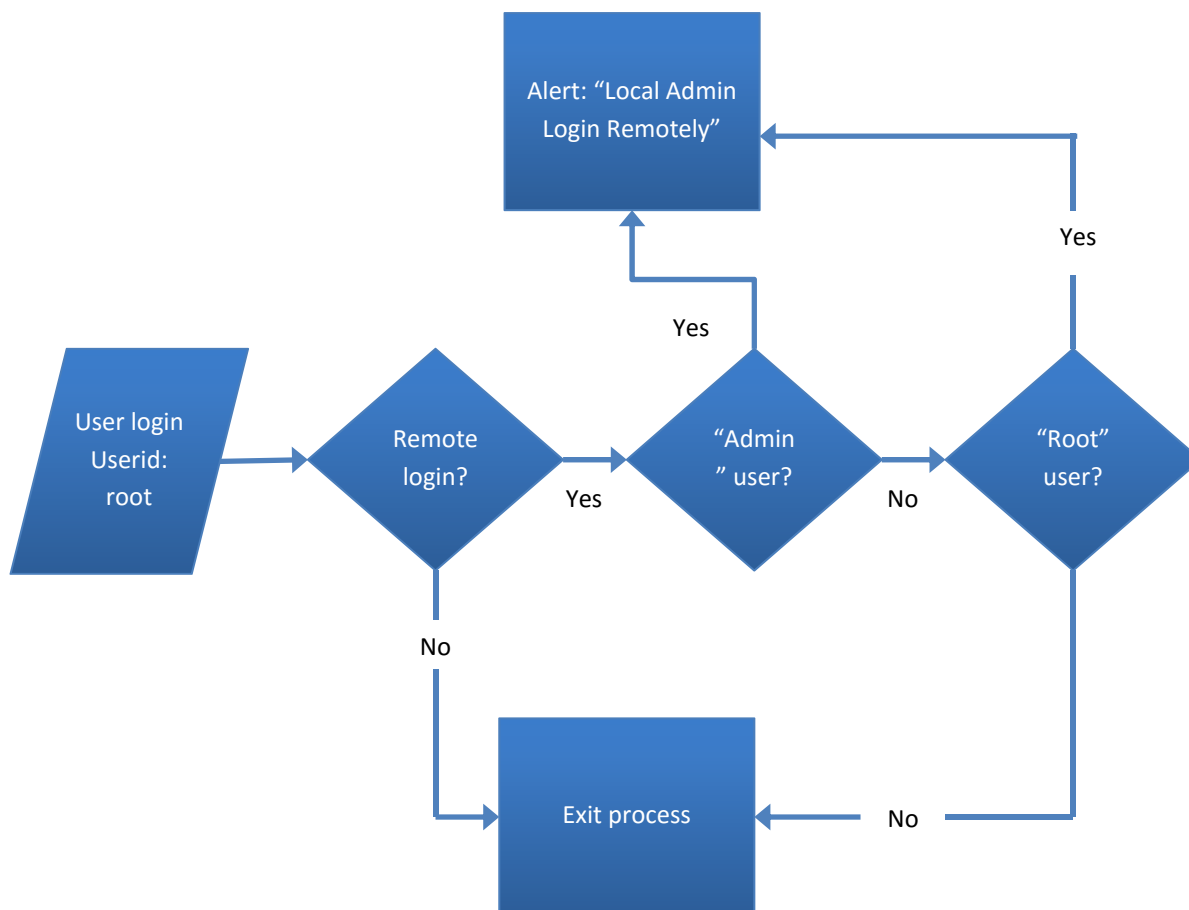 Alert: “Local Admin
Login Remotely”
Yes
Yes
User login
Userid:
root
Remote
login?
Yes
“Admin
” user?
No
“Root”
user?
No
Exit process
No